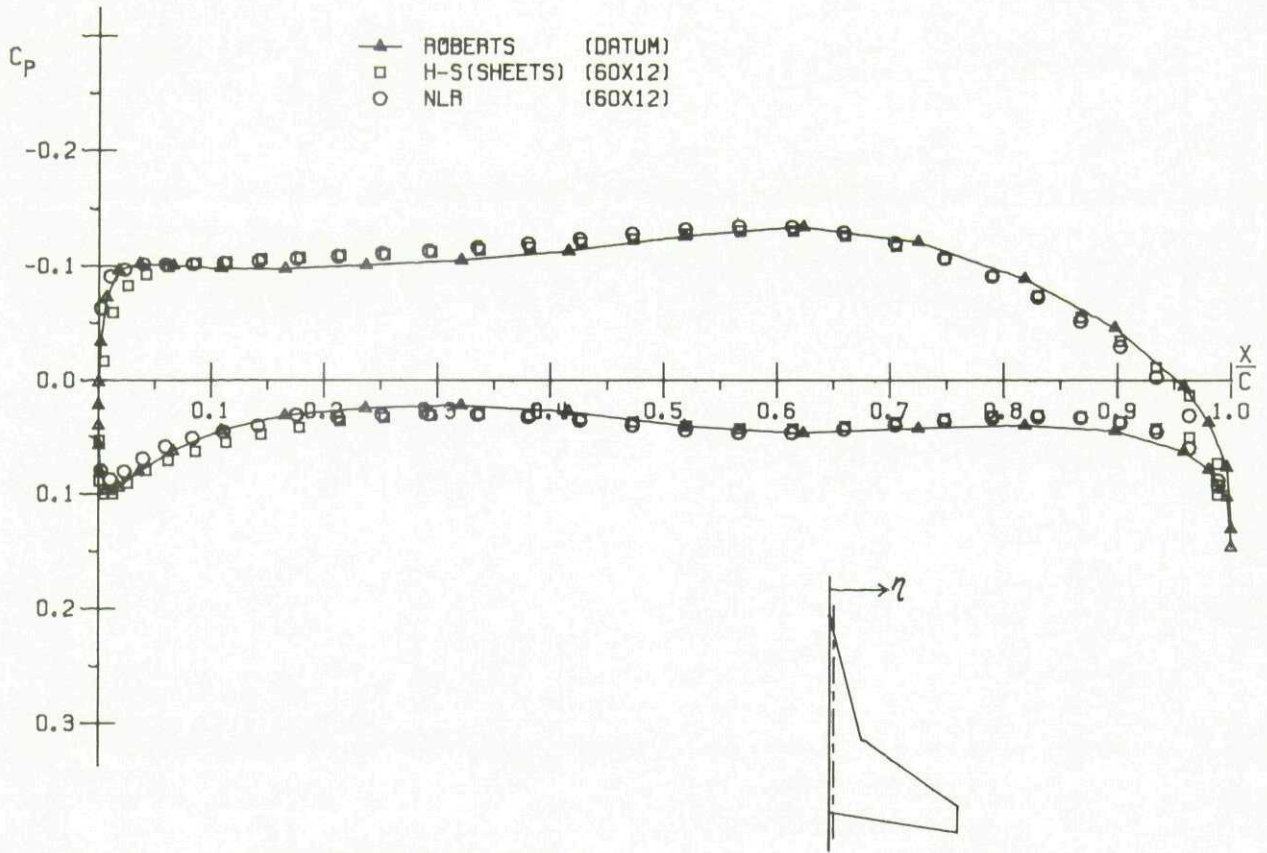 C_P
ROBERTS (DATUM)
H-S(SHEETS) (60X12)
NLR (60X12)
-0.2
-0.1
0.0
0.1
0.2
0.3
0.1 0.2 0.3 0.4 0.5 0.6 0.7 0.8 0.9 1.0
X/C
η